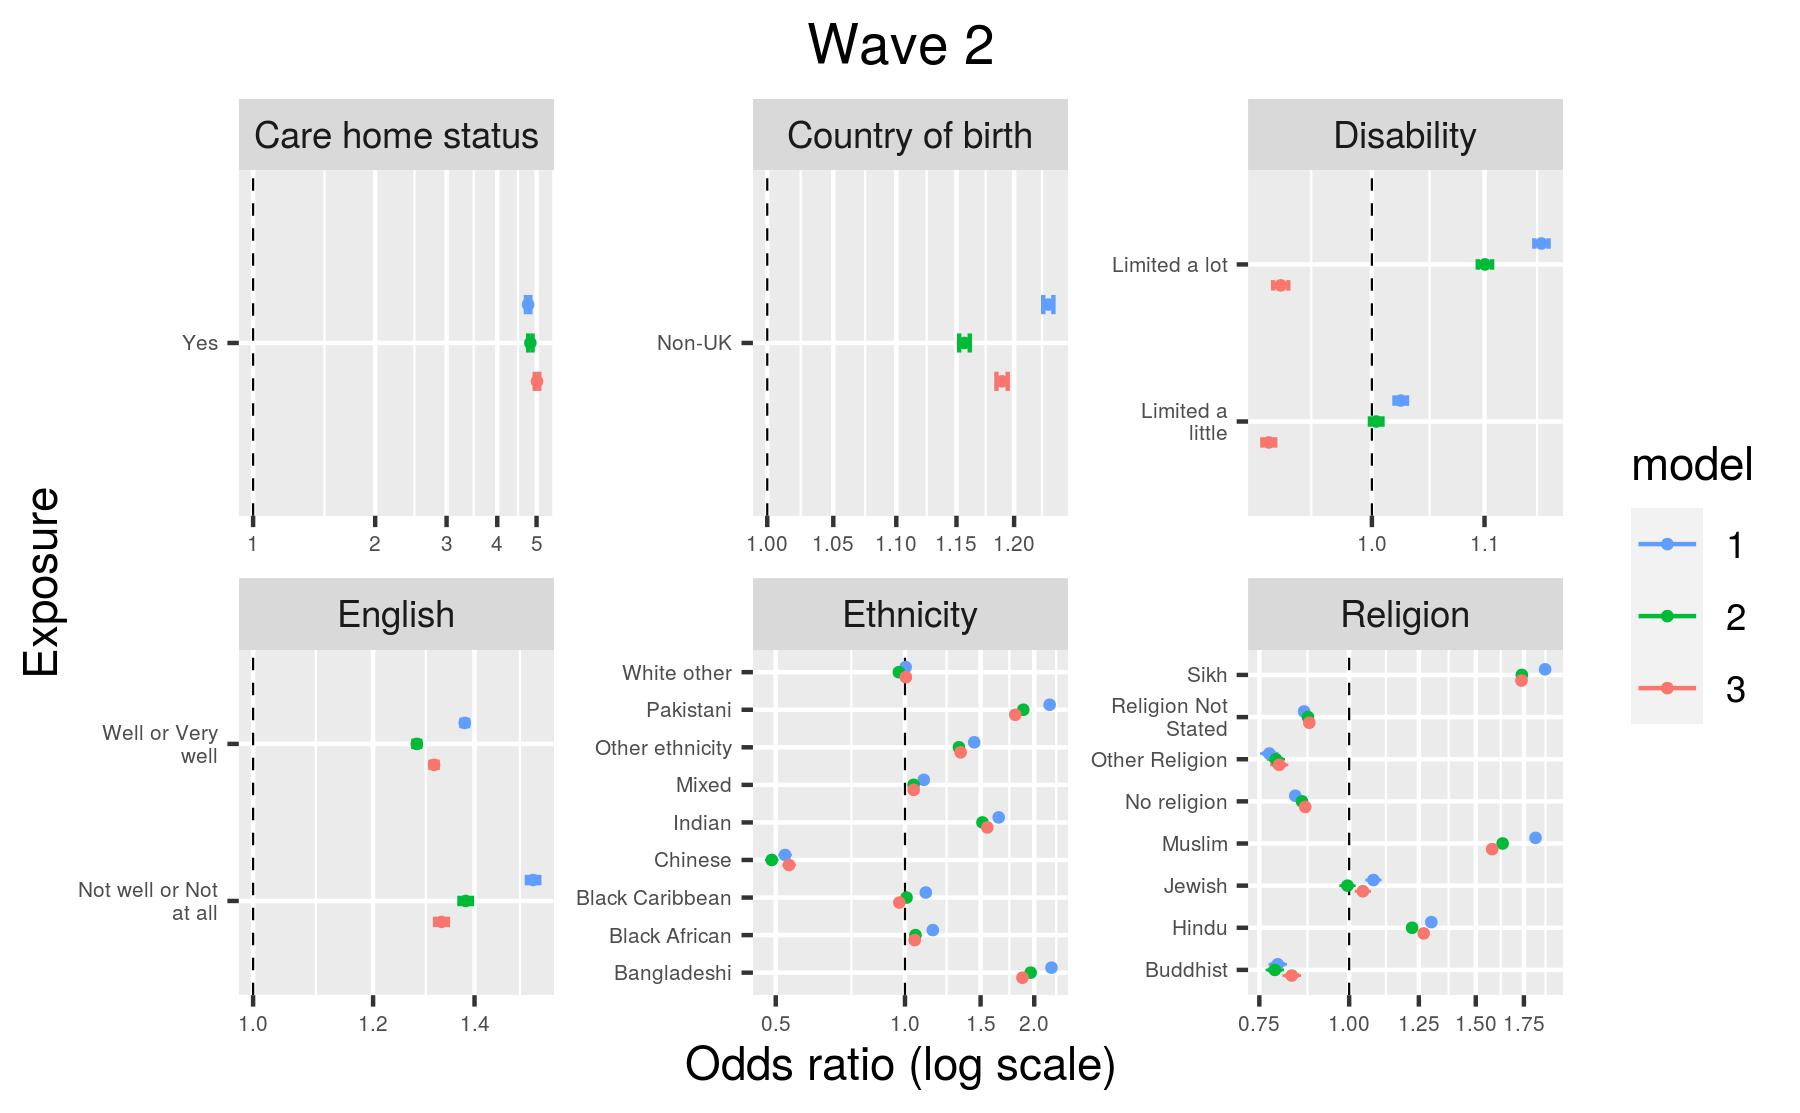 Wave 2
Care home status
Country of birth
Disability
Yes
1 2 3 4 5
Non-UK
1.00 1.05 1.10 1.15 1.20
Limited a lot
Limited a
little
1.0 1.1
English
Ethnicity
Religion
Well or Very
well
Not well or Not
at all
1.0 1.2 1.4
White other
Pakistani
Other ethnicity
Mixed
Indian
Chinese
Black Caribbean
Black African
Bangladeshi
0.5 1.0 1.5 2.0
Sikh
Religion Not
Stated
Other Religion
No religion
Muslim
Jewish
Hindu
Buddhist
0.75 1.00 1.25 1.50 1.75
Exposure
Odds ratio (log scale)
model
1
2
3